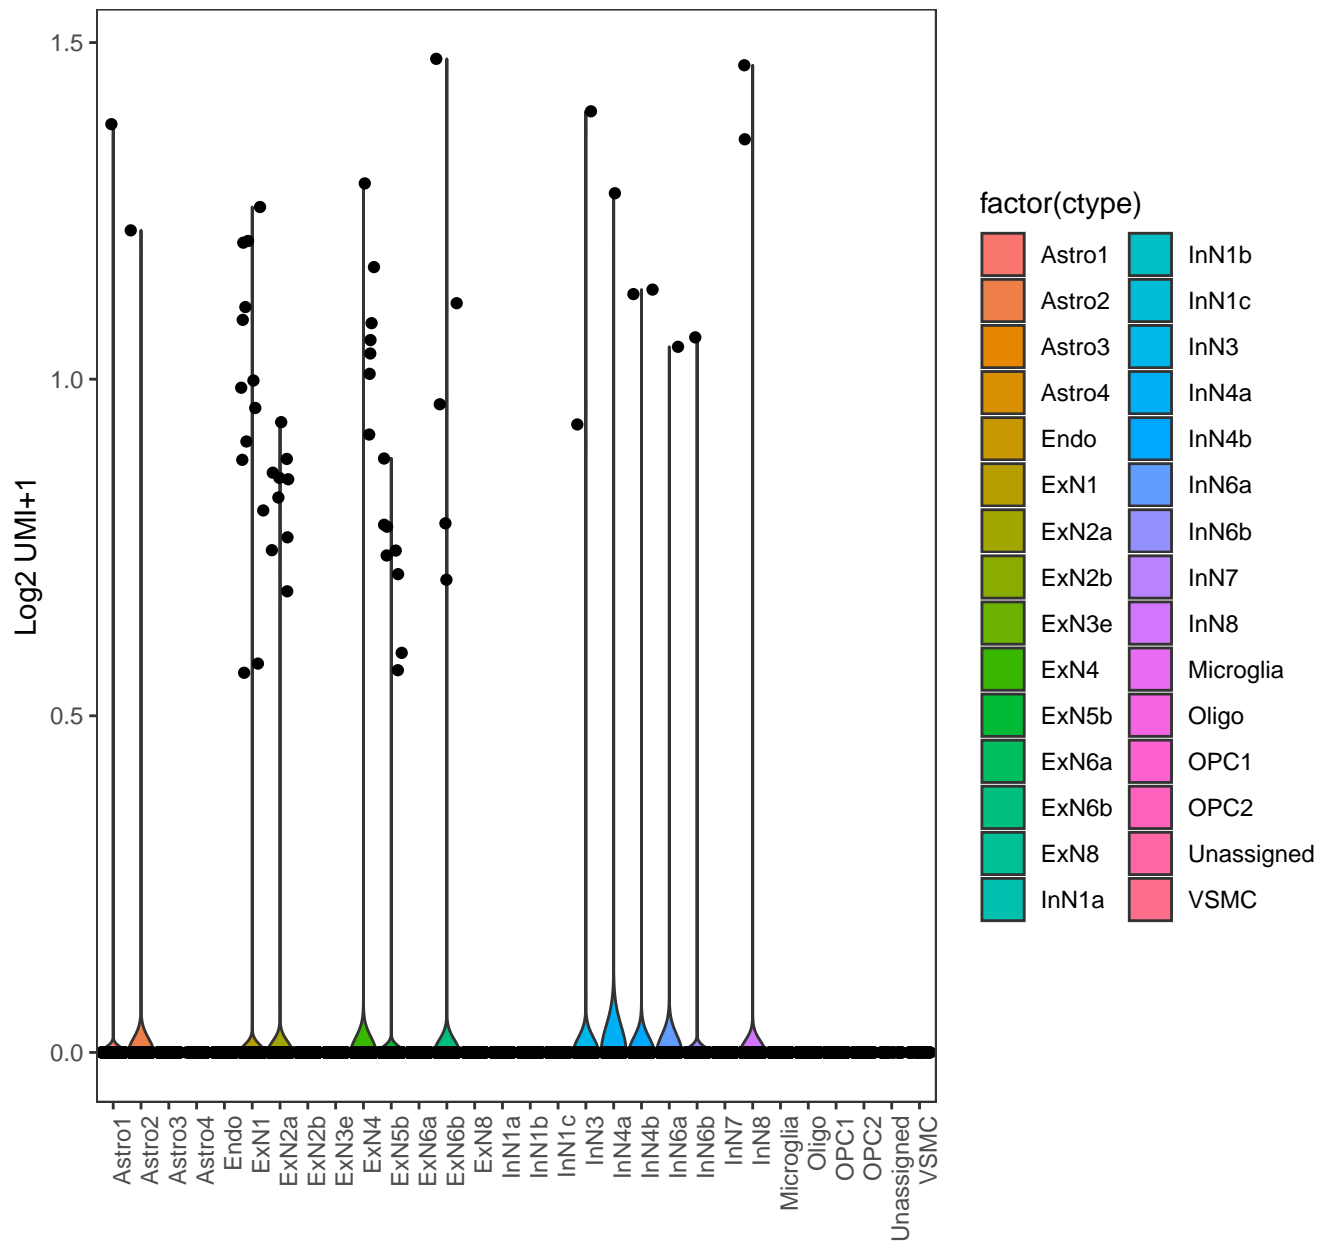 1.5
1.0
0.5
0.0
Log2 UMI+1
Astro1
Astro2
Astro3
Astro4
Endo
ExN1
ExN2a
ExN2b
ExN3e
ExN4
ExN5b
ExN6a
ExN6b
ExN8
InN1a
InN1b
InN1c
InN3
InN4a
InN4b
InN6a
InN6b
InN7
InN8
Microglia
Oligo
OPC1
OPC2
Unassigned
VSMC
factor(ctype)
Astro1
Astro2
Astro3
Astro4
Endo
ExN1
ExN2a
ExN2b
ExN3e
ExN4
ExN5b
ExN6a
ExN6b
ExN8
InN1a
InN1b
InN1c
InN3
InN4a
InN4b
InN6a
InN6b
InN7
InN8
Microglia
Oligo
OPC1
OPC2
Unassigned
VSMC